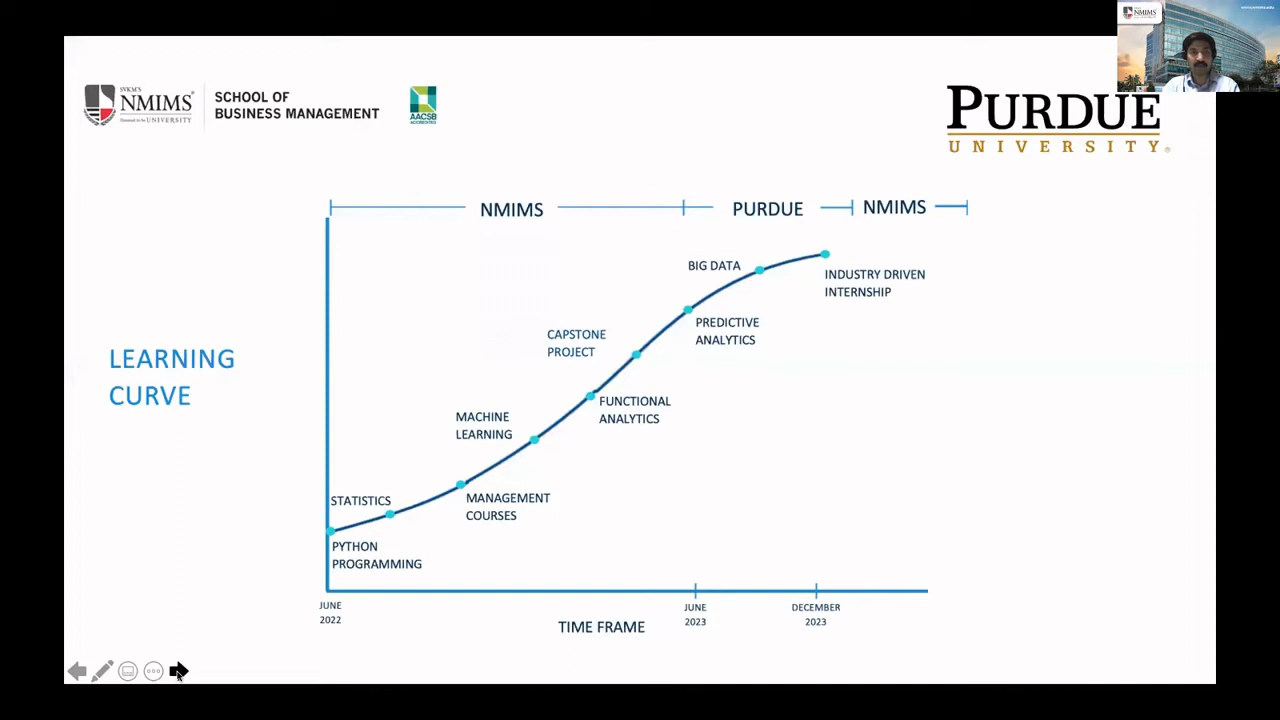 SVKM'S
NMIMS®
Deemed to be UNIVERSITY
SCHOOL OF
BUSINESS MANAGEMENT
AACSB
ACCREDITED
NMIMS
PURDUE
UNIVERSITY®
NMIMS
PURDUE
NMIMS
BIG DATA
INDUSTRY DRIVEN
INTERNSHIP
PREDICTIVE
ANALYTICS
CAPSTONE
PROJECT
LEARNING
CURVE
FUNCTIONAL
ANALYTICS
MACHINE
LEARNING
STATISTICS
MANAGEMENT
COURSES
PYTHON
PROGRAMMING
JUNE
2022
JUNE
2023
DECEMBER
2023
TIME FRAME